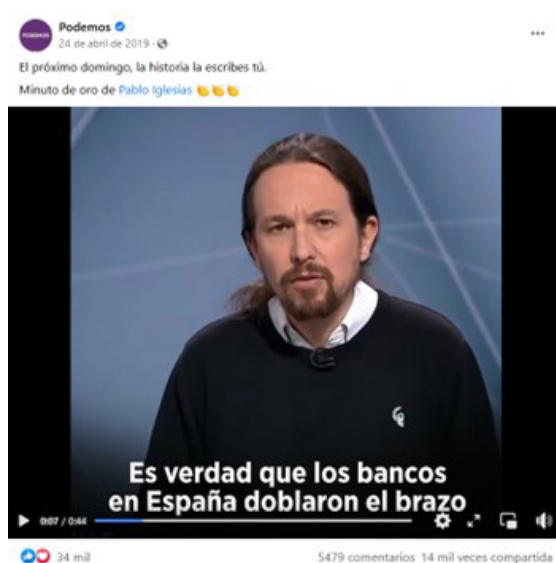 Podemos
PODEMOS
24 de abril de 2019 ·
El próximo domingo, la historia la escribes tú.
Minuto de oro de Pablo Iglesias 👏👏👏
Es verdad que los bancos
en España doblaron el brazo
0:07 / 0:44
34 mil
5479 comentarios 14 mil veces compartida